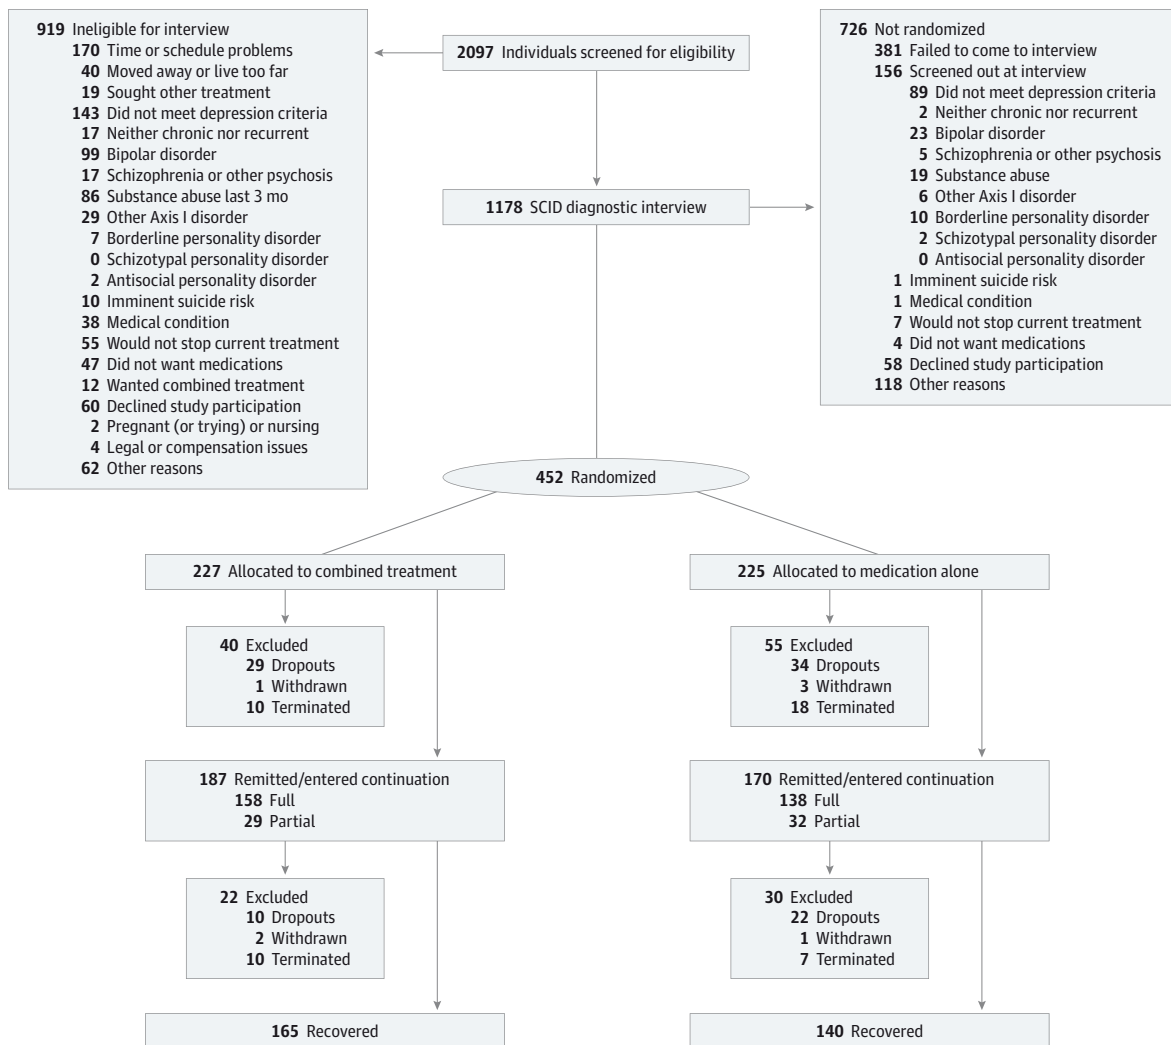 919 Ineligible for interview
170 Time or schedule problems
40 Moved away or live too far
19 Sought other treatment
143 Did not meet depression criteria
17 Neither chronic nor recurrent
99 Bipolar disorder
17 Schizophrenia or other psychosis
86 Substance abuse last 3 mo
29 Other Axis I disorder
7 Borderline personality disorder
0 Schizotypal personality disorder
2 Antisocial personality disorder
10 Imminent suicide risk
38 Medical condition
55 Would not stop current treatment
47 Did not want medications
12 Wanted combined treatment
60 Declined study participation
2 Pregnant (or trying) or nursing
4 Legal or compensation issues
62 Other reasons
2097 Individuals screened for eligibility
726 Not randomized
381 Failed to come to interview
156 Screened out at interview
89 Did not meet depression criteria
2 Neither chronic nor recurrent
23 Bipolar disorder
5 Schizophrenia or other psychosis
19 Substance abuse
6 Other Axis I disorder
10 Borderline personality disorder
2 Schizotypal personality disorder
0 Antisocial personality disorder
1 Imminent suicide risk
1 Medical condition
7 Would not stop current treatment
4 Did not want medications
58 Declined study participation
118 Other reasons
1178 SCID diagnostic interview
452 Randomized
227 Allocated to combined treatment
40 Excluded
29 Dropouts
1 Withdrawn
10 Terminated
187 Remitted/entered continuation
158 Full
29 Partial
22 Excluded
10 Dropouts
2 Withdrawn
10 Terminated
165 Recovered
225 Allocated to medication alone
55 Excluded
34 Dropouts
3 Withdrawn
18 Terminated
170 Remitted/entered continuation
138 Full
32 Partial
30 Excluded
22 Dropouts
1 Withdrawn
7 Terminated
140 Recovered